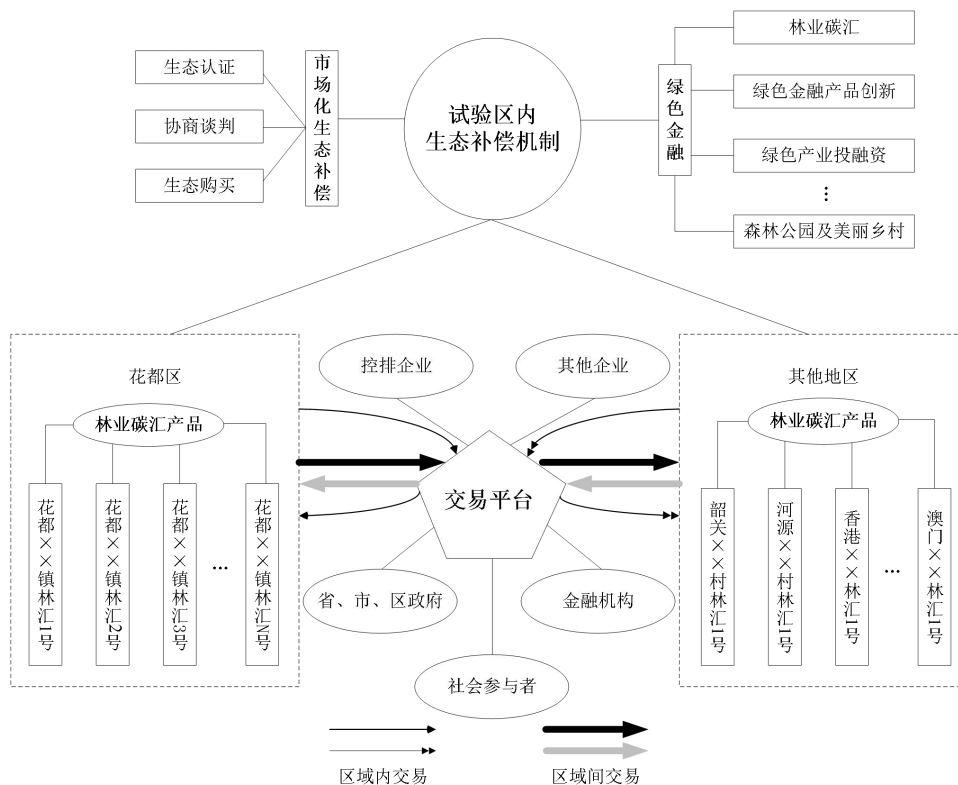 林业碳汇
生态认证
市场化生态补偿
绿色金融
绿色金融产品创新
试验区内
生态补偿机制
协商谈判
绿色产业投融资
生态购买
⋮
森林公园及美丽乡村
控排企业
其他企业
花都区
其他地区
林业碳汇产品
林业碳汇产品
交易平台
花都××镇林汇1号
花都××镇林汇2号
花都××镇林汇3号
...
花都××镇林汇N号
韶关××村林汇1号
河源××村林汇1号
香港××林汇1号
...
澳门××林汇1号
省、市、区政府
金融机构
社会参与者
区域内交易
区域间交易